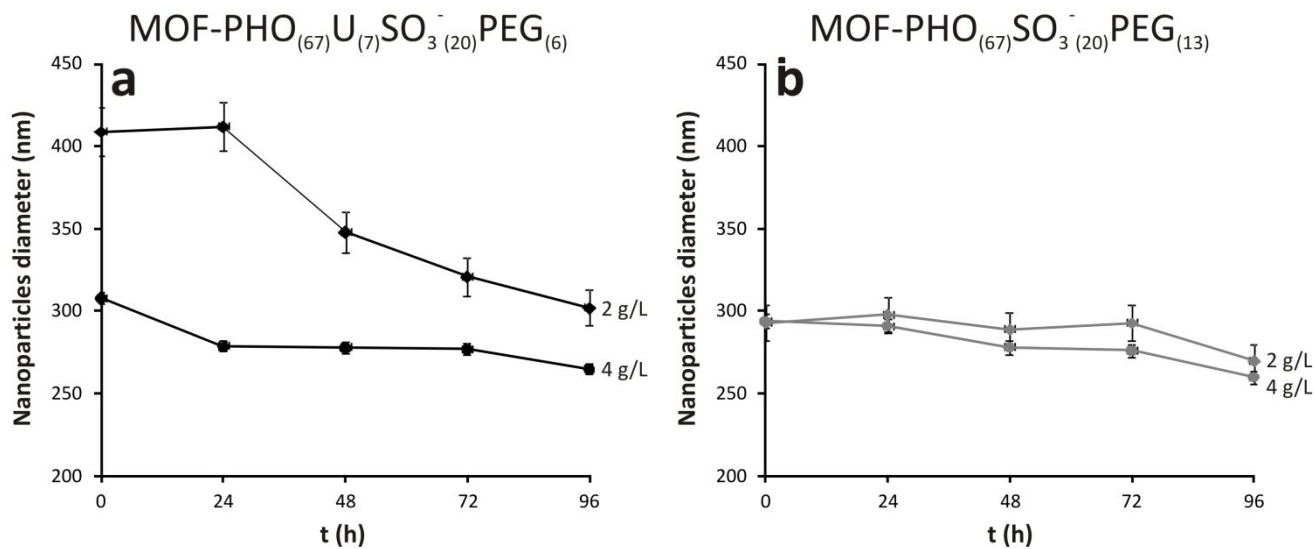 MOF-PHO(67)U(7)SO3-(20)PEG(6)
a
Nanoparticles diameter (nm)
450
400
350
300
250
200
2 g/L
4 g/L
0 24 48 72 96
t (h)
MOF-PHO(67)SO3-(20)PEG(13)
b
Nanoparticles diameter (nm)
450
400
350
300
250
200
2 g/L
4 g/L
0 24 48 72 96
t (h)